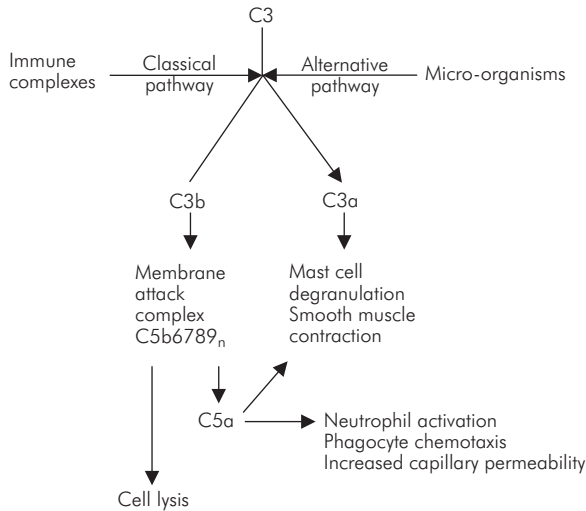 C3
Immune
complexes
Classical
pathway
Alternative
pathway
Micro-organisms
C3b
C3a
Membrane
attack
complex
C5b6789n
Mast cell
degranulation
Smooth muscle
contraction
C5a
Neutrophil activation
Phagocyte chemotaxis
Increased capillary permeability
Cell lysis